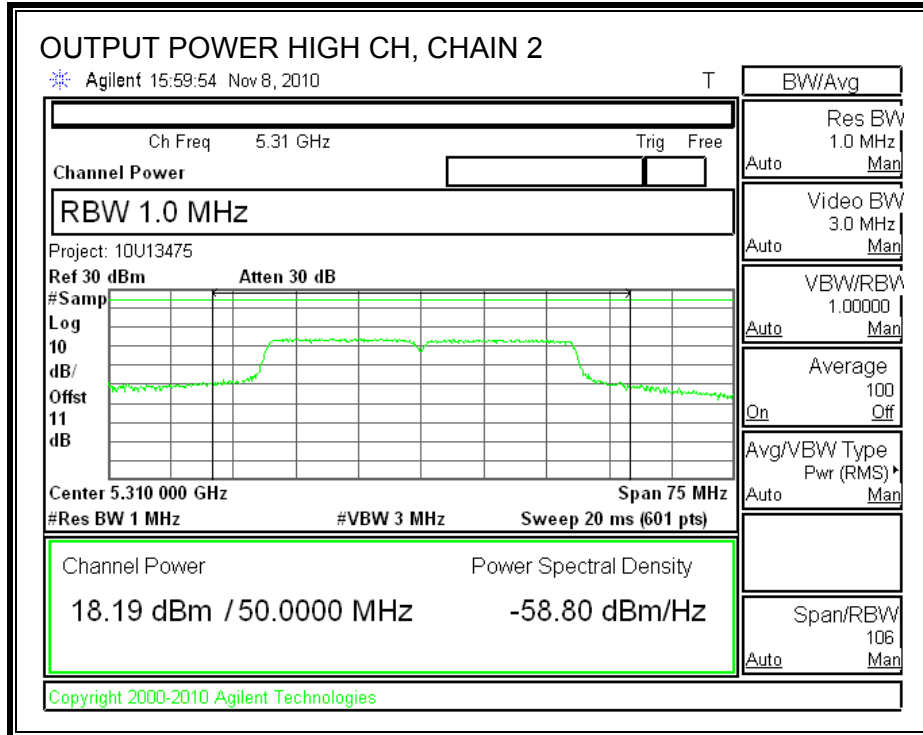 OUTPUT POWER HIGH CH, CHAIN 2
Agilent 15:59:54 Nov 8, 2010 T
Ch Freq 5.31 GHz Trig Free
Channel Power
RBW 1.0 MHz
Project: 10U13475
Ref 30 dBm Atten 30 dB
#Samp
Log
10
dB/
Offst
11
dB
Center 5.310 000 GHz Span 75 MHz
#Res BW 1 MHz #VBW 3 MHz Sweep 20 ms (601 pts)
Channel Power Power Spectral Density
18.19 dBm / 50.0000 MHz -58.80 dBm/Hz
Copyright 2000-2010 Agilent Technologies
BW/Avg
Res BW
1.0 MHz
Auto Man
Video BW
3.0 MHz
Auto Man
VBW/RBW
1.00000
Auto Man
Average
100
On Off
Avg/VBW Type
Pwr (RMS)
Auto Man
Span/RBW
106
Auto Man